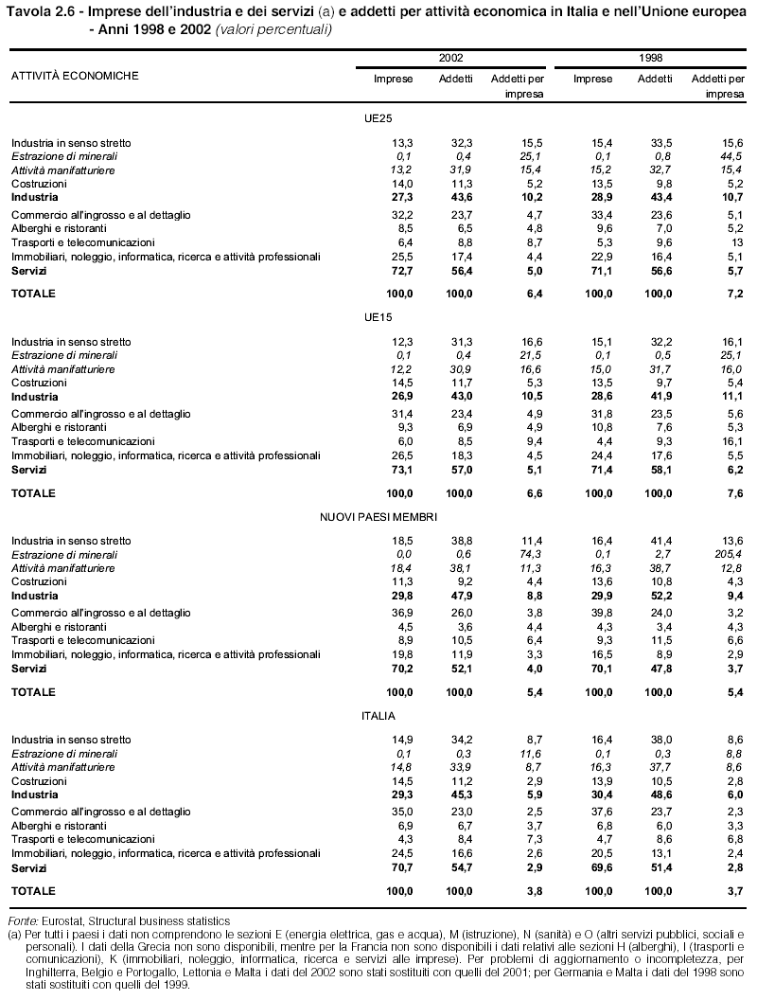 Tavola 2.6 - Imprese dell'industria e dei servizi (a) e addetti per attività economica in Italia e nell'Unione europea
- Anni 1998 e 2002 (valori percentuali)
ATTIVITÀ ECONOMICHE 2002 1998
Imprese Addetti Addetti per impresa Imprese Addetti Addetti per impresa
UE25
Industria in senso stretto 13,3 32,3 15,5 15,4 33,5 15,6
Estrazione di minerali 0,1 0,4 25,1 0,1 0,8 44,5
Attività manifatturiere 13,2 31,9 15,4 15,2 32,7 15,4
Costruzioni 14,0 11,3 5,2 13,5 9,8 5,2
Industria 27,3 43,6 10,2 28,9 43,4 10,7
Commercio all'ingrosso e al dettaglio 32,2 23,7 4,7 33,4 23,6 5,1
Alberghi e ristoranti 8,5 6,5 4,8 9,6 7,0 5,2
Trasporti e telecomunicazioni 6,4 8,8 8,7 5,3 9,6 13
Immobiliari, noleggio, informatica, ricerca e attività professionali 25,5 17,4 4,4 22,9 16,4 5,1
Servizi 72,7 56,4 5,0 71,1 56,6 5,7
TOTALE 100,0 100,0 6,4 100,0 100,0 7,2
UE15
Industria in senso stretto 12,3 31,3 16,6 15,1 32,2 16,1
Estrazione di minerali 0,1 0,4 21,5 0,1 0,5 25,1
Attività manifatturiere 12,2 30,9 16,6 15,0 31,7 16,0
Costruzioni 14,5 11,7 5,3 13,5 9,7 5,4
Industria 26,9 43,0 10,5 28,6 41,9 11,1
Commercio all'ingrosso e al dettaglio 31,4 23,4 4,9 31,8 23,5 5,6
Alberghi e ristoranti 9,3 6,9 4,9 10,8 7,6 5,3
Trasporti e telecomunicazioni 6,0 8,5 9,4 4,4 9,3 16,1
Immobiliari, noleggio, informatica, ricerca e attività professionali 26,5 18,3 4,5 24,4 17,6 5,5
Servizi 73,1 57,0 5,1 71,4 58,1 6,2
TOTALE 100,0 100,0 6,6 100,0 100,0 7,6
NUOVI PAESI MEMBRI
Industria in senso stretto 18,5 38,8 11,4 16,4 41,4 13,6
Estrazione di minerali 0,0 0,6 74,3 0,1 2,7 205,4
Attività manifatturiere 18,4 38,1 11,3 16,3 38,7 12,8
Costruzioni 11,3 9,2 4,4 13,6 10,8 4,3
Industria 29,8 47,9 8,8 29,9 52,2 9,4
Commercio all'ingrosso e al dettaglio 36,9 26,0 3,8 39,8 24,0 3,2
Alberghi e ristoranti 4,5 3,6 4,4 4,3 3,4 4,3
Trasporti e telecomunicazioni 8,9 10,5 6,4 9,3 11,5 6,6
Immobiliari, noleggio, informatica, ricerca e attività professionali 19,8 11,9 3,3 16,5 8,9 2,9
Servizi 70,2 52,1 4,0 70,1 47,8 3,7
TOTALE 100,0 100,0 5,4 100,0 100,0 5,4
ITALIA
Industria in senso stretto 14,9 34,2 8,7 16,4 38,0 8,6
Estrazione di minerali 0,1 0,3 11,6 0,1 0,3 8,8
Attività manifatturiere 14,8 33,9 8,7 16,3 37,7 8,6
Costruzioni 14,5 11,2 2,9 13,9 10,5 2,8
Industria 29,3 45,3 5,9 30,4 48,6 6,0
Commercio all'ingrosso e al dettaglio 35,0 23,0 2,5 37,6 23,7 2,3
Alberghi e ristoranti 6,9 6,7 3,7 6,8 6,0 3,3
Trasporti e telecomunicazioni 4,3 8,4 7,3 4,7 8,6 6,8
Immobiliari, noleggio, informatica, ricerca e attività professionali 24,5 16,6 2,6 20,5 13,1 2,4
Servizi 70,7 54,7 2,9 69,6 51,4 2,8
TOTALE 100,0 100,0 3,8 100,0 100,0 3,7
Fonte: Eurostat, Structural business statistics
(a) Per tutti i paesi i dati non comprendono le sezioni E (energia elettrica, gas e acqua), M (istruzione), N (sanità) e O (altri servizi pubblici, sociali e
personali). I dati della Grecia non sono disponibili, mentre per la Francia non sono disponibili i dati relativi alle sezioni H (alberghi), I (trasporti e
comunicazioni), K (immobiliari, noleggio, informatica, ricerca e servizi alle imprese). Per problemi di aggiornamento o incompletezza, per
Inghilterra, Belgio e Portogallo, Lettonia e Malta i dati del 2002 sono stati sostituiti con quelli del 2001; per Germania e Malta i dati del 1998 sono
stati sostituiti con quelli del 1999.